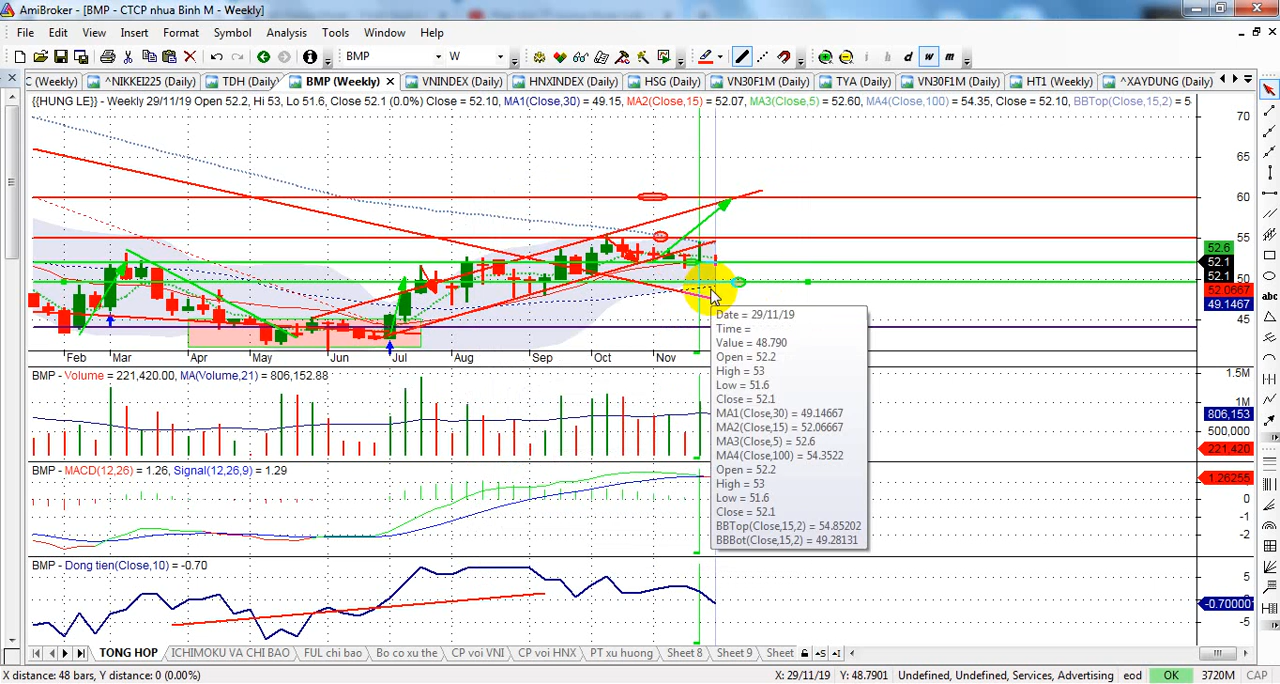 AmiBroker - [BMP - CTCP nhua Binh M - Weekly]
File Edit View Insert Format Symbol Analysis Tools Window Help
BMP W i h d w m
C (Weekly) ^NIKKEI225 (Daily) TDH (Daily) BMP (Weekly) VNINDEX (Daily) HNXINDEX (Daily) HSG (Daily) VN30F1M (Daily) TYA (Daily) VN30F1M (Daily) HT1 (Weekly) ^XAYDUNG (Daily)
{{HUNG LE}} - Weekly 29/11/19 Open 52.2, Hi 53, Lo 51.6, Close 52.1 (0.0%) Close = 52.10, MA1(Close,30) = 49.15, MA2(Close,15) = 52.07, MA3(Close,5) = 52.60, MA4(Close,100) = 54.35, Close = 52.10, BBTop(Close,15,2) = 5
70
65
60
55
52.6
52.1
50
52.1
52.0667
49.1467
45
Feb Mar Apr May Jun Jul Aug Sep Oct Nov
Date = 29/11/19
Time =
Value = 48.790
Open = 52.2
High = 53
Low = 51.6
Close = 52.1
MA1(Close,30) = 49.14667
MA2(Close,15) = 52.06667
MA3(Close,5) = 52.6
MA4(Close,100) = 54.3522
Open = 52.2
High = 53
Low = 51.6
Close = 52.1
BBTop(Close,15,2) = 54.85202
BBBot(Close,15,2) = 49.28131
BMP - Volume = 221,420.00, MA(Volume,21) = 806,152.88
1.5M
1M
806,153
500,000
221,420
BMP - MACD(12,26) = 1.26, Signal(12,26,9) = 1.29
1.26255
0
-1
-2
BMP - Dong tien(Close,10) = -0.70
5
-0.70000
-5
TONG HOP ICHIMOKU VA CHI BAO FUL chi bao Bo co xu the CP voi VNI CP voi HNX PT xu huong Sheet 8 Sheet 9 Sheet
X distance: 48 bars, Y distance: 0 (0.00%) X: 29/11/19 Y: 48.7901 Undefined, Undefined, Services, Advertising eod OK 3720M CAP
abc